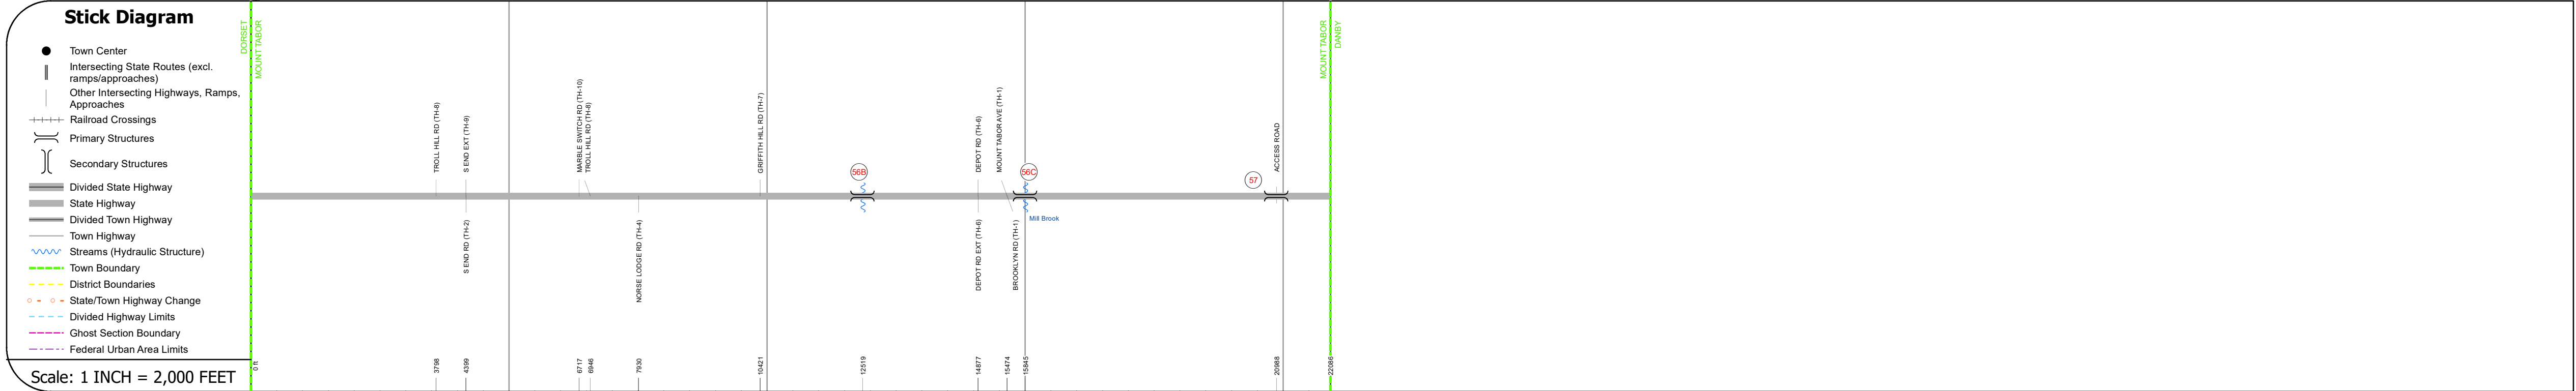 Stick Diagram
Town Center
Intersecting State Routes (excl.
ramps/approaches)
Other Intersecting Highways, Ramps,
Approaches
Railroad Crossings
Primary Structures
Secondary Structures
Divided State Highway
State Highway
Divided Town Highway
Town Highway
Streams (Hydraulic Structure)
Town Boundary
District Boundaries
State/Town Highway Change
Divided Highway Limits
Ghost Section Boundary
Federal Urban Area Limits
Scale: 1 INCH = 2,000 FEET
DORSET
MOUNT TABOR
TROLL HILL RD (TH-8)
S END EXT (TH-9)
MARBLE SWITCH RD (TH-10)
TROLL HILL RD (TH-8)
GRIFFITH HILL RD (TH-7)
56B
DEPOT RD (TH-6)
MOUNT TABOR AVE (TH-1)
56C
57
ACCESS ROAD
MOUNT TABOR
DANBY
S END RD (TH-2)
NORSE LODGE RD (TH-4)
DEPOT RD EXT (TH-6)
BROOKLYN RD (TH-1)
Mill Brook
0 ft
3798
4399
6717
6946
7930
10421
12519
14877
15474
15845
20988
22086